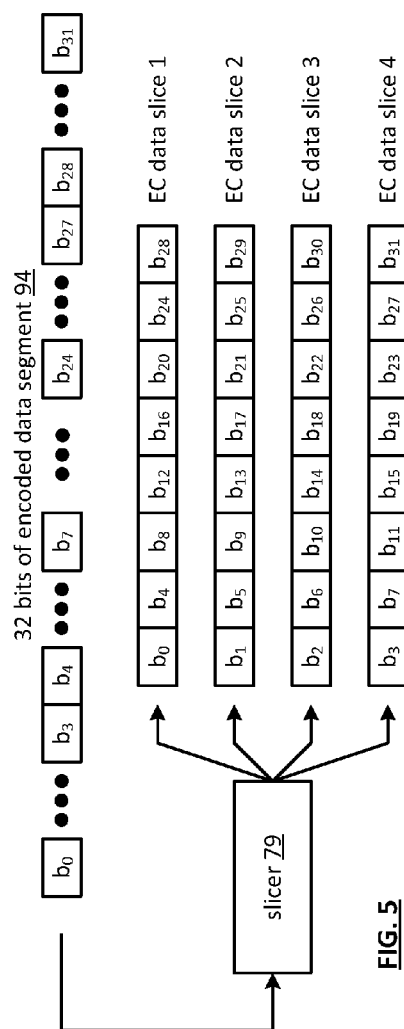 32 bits of encoded data segment 94
b0 ●●● b3 b4 ●●● b7 ●●● b24 ●●● b27 b28 ●●● b31
b0 b4 b8 b12 b16 b20 b24 b28 EC data slice 1
b1 b5 b9 b13 b17 b21 b25 b29 EC data slice 2
slicer 79
b2 b6 b10 b14 b18 b22 b26 b30 EC data slice 3
b3 b7 b11 b15 b19 b23 b27 b31 EC data slice 4
FIG. 5